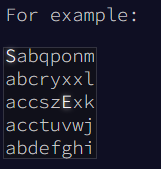 For example:
Sabqponm
abcryxxl
accszExk
acctuvwj
abdefghi